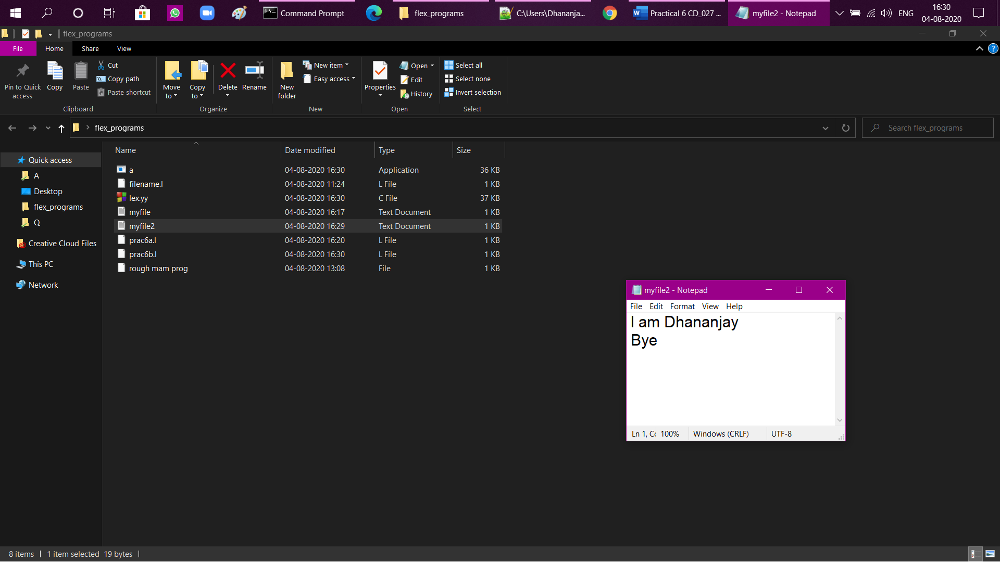 Command Prompt
flex_programs
C:\Users\Dhananja...
Practical 6 CD_027 ...
myfile2 - Notepad
ENG
16:30
04-08-2020
flex_programs
File
Home
Share
View
?
Pin to Quick access
Copy
Paste
Cut
Copy path
Paste shortcut
Clipboard
Move to
Copy to
Delete
Rename
Organize
New folder
New item
Easy access
New
Properties
Open
Edit
History
Open
Select all
Select none
Invert selection
Select
flex_programs
Search flex_programs
Quick access
A
Desktop
flex_programs
Q
Creative Cloud Files
This PC
Network
Name Date modified Type Size
a 04-08-2020 16:30 Application 36 KB
filename.l 04-08-2020 11:24 L File 1 KB
lex.yy 04-08-2020 16:30 C File 37 KB
myfile 04-08-2020 16:17 Text Document 1 KB
myfile2 04-08-2020 16:29 Text Document 1 KB
prac6a.l 04-08-2020 16:20 L File 1 KB
prac6b.l 04-08-2020 16:30 L File 1 KB
rough mam prog 04-08-2020 13:08 File 1 KB
myfile2 - Notepad
File Edit Format View Help
I am Dhananjay
Bye
Ln 1, Cc 100% Windows (CRLF) UTF-8
8 items 1 item selected 19 bytes